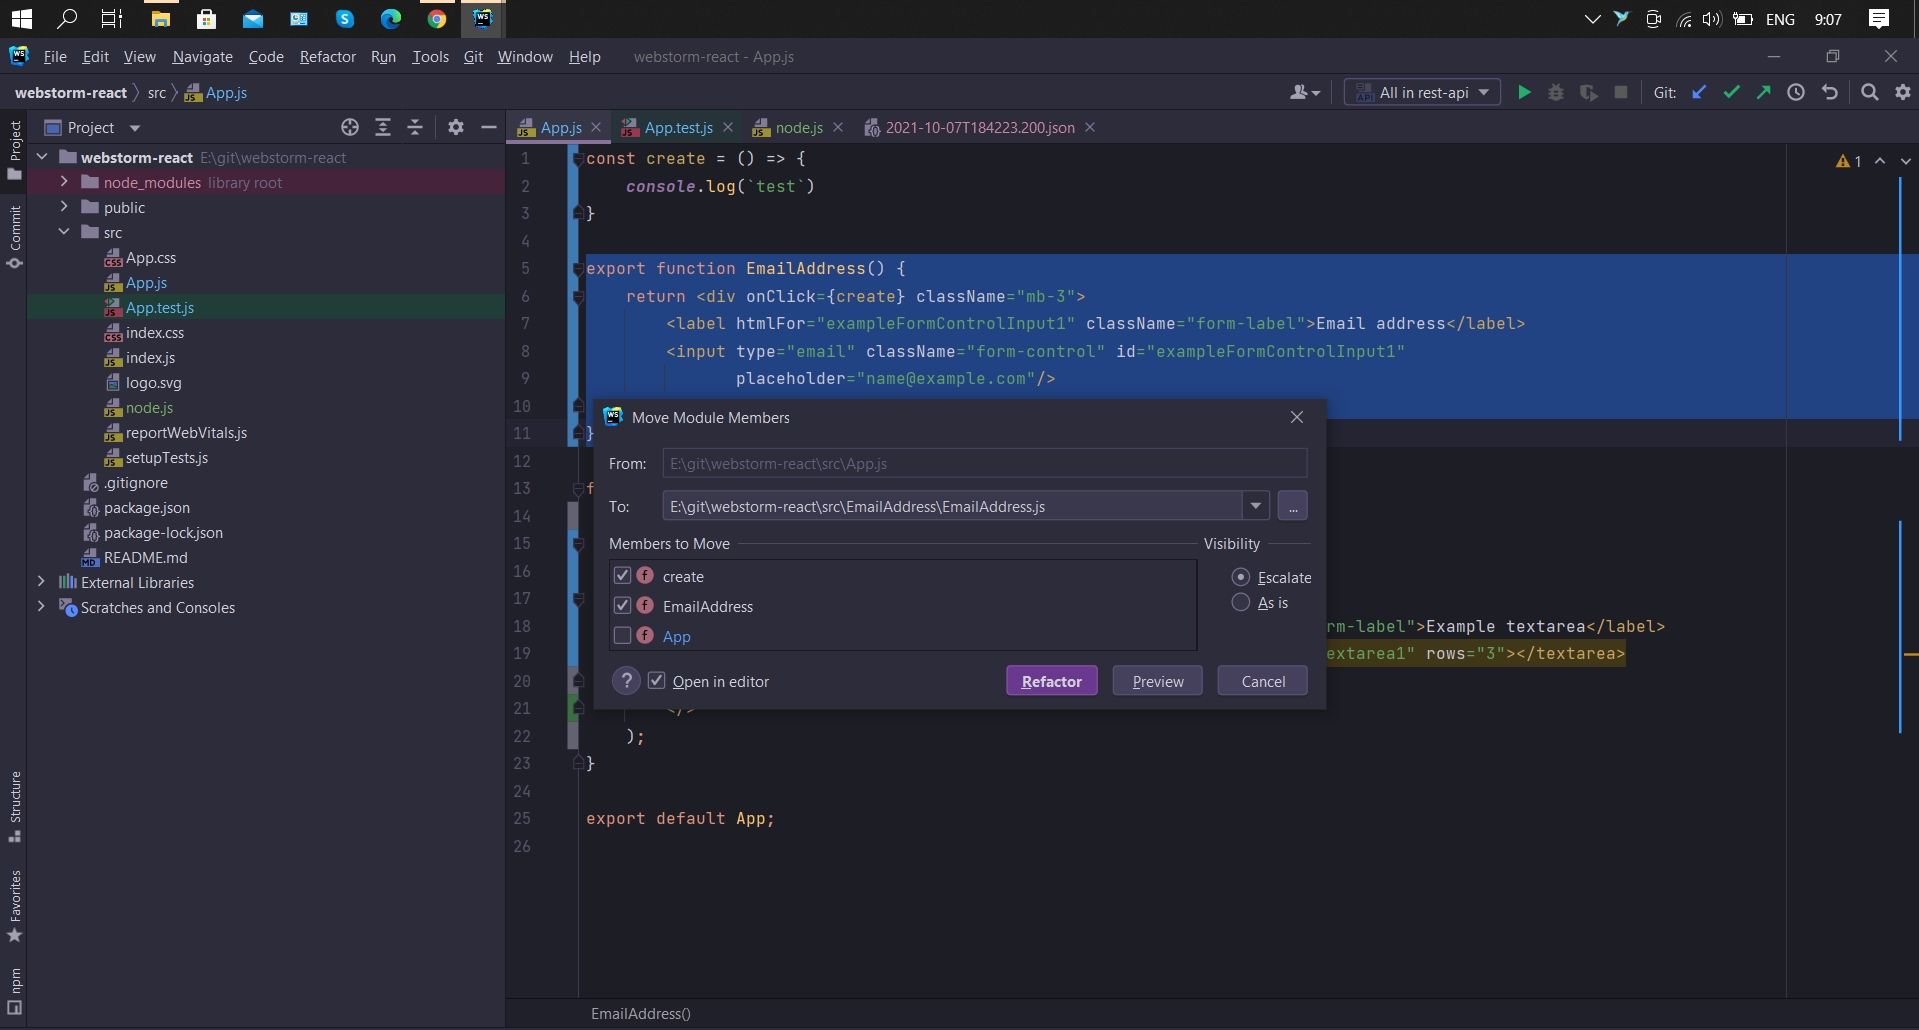 ENG 9:07
File Edit View Navigate Code Refactor Run Tools Git Window Help webstorm-react - App.js
webstorm-react src App.js All in rest-api Git:
Project
App.js App.test.js node.js 2021-10-07T184223.200.json
Project
Commit
Structure
Favorites
npm
webstorm-react E:\git\webstorm-react
node_modules library root
public
src
App.css
App.js
App.test.js
index.css
index.js
logo.svg
node.js
reportWebVitals.js
setupTests.js
.gitignore
package.json
package-lock.json
README.md
External Libraries
Scratches and Consoles
1 const create = () => {
2 console.log(`test`)
3 }
4
5 export function EmailAddress() {
6 return <div onClick={create} className="mb-3">
7 <label htmlFor="exampleFormControlInput1" className="form-label">Email address</label>
8 <input type="email" className="form-control" id="exampleFormControlInput1"
9 placeholder="name@example.com"/>
10
11 }
12
13 f
14
15
16
17
18 rm-label">Example textarea</label>
19 extarea1" rows="3"></textarea>
20
21 </>
22 );
23 }
24
25 export default App;
26
1
Move Module Members
From: E:\git\webstorm-react\src\App.js
To: E:\git\webstorm-react\src\EmailAddress\EmailAddress.js ...
Members to Move Visibility
f create
f EmailAddress
f App
Escalate
As is
? Open in editor Refactor Preview Cancel
EmailAddress()